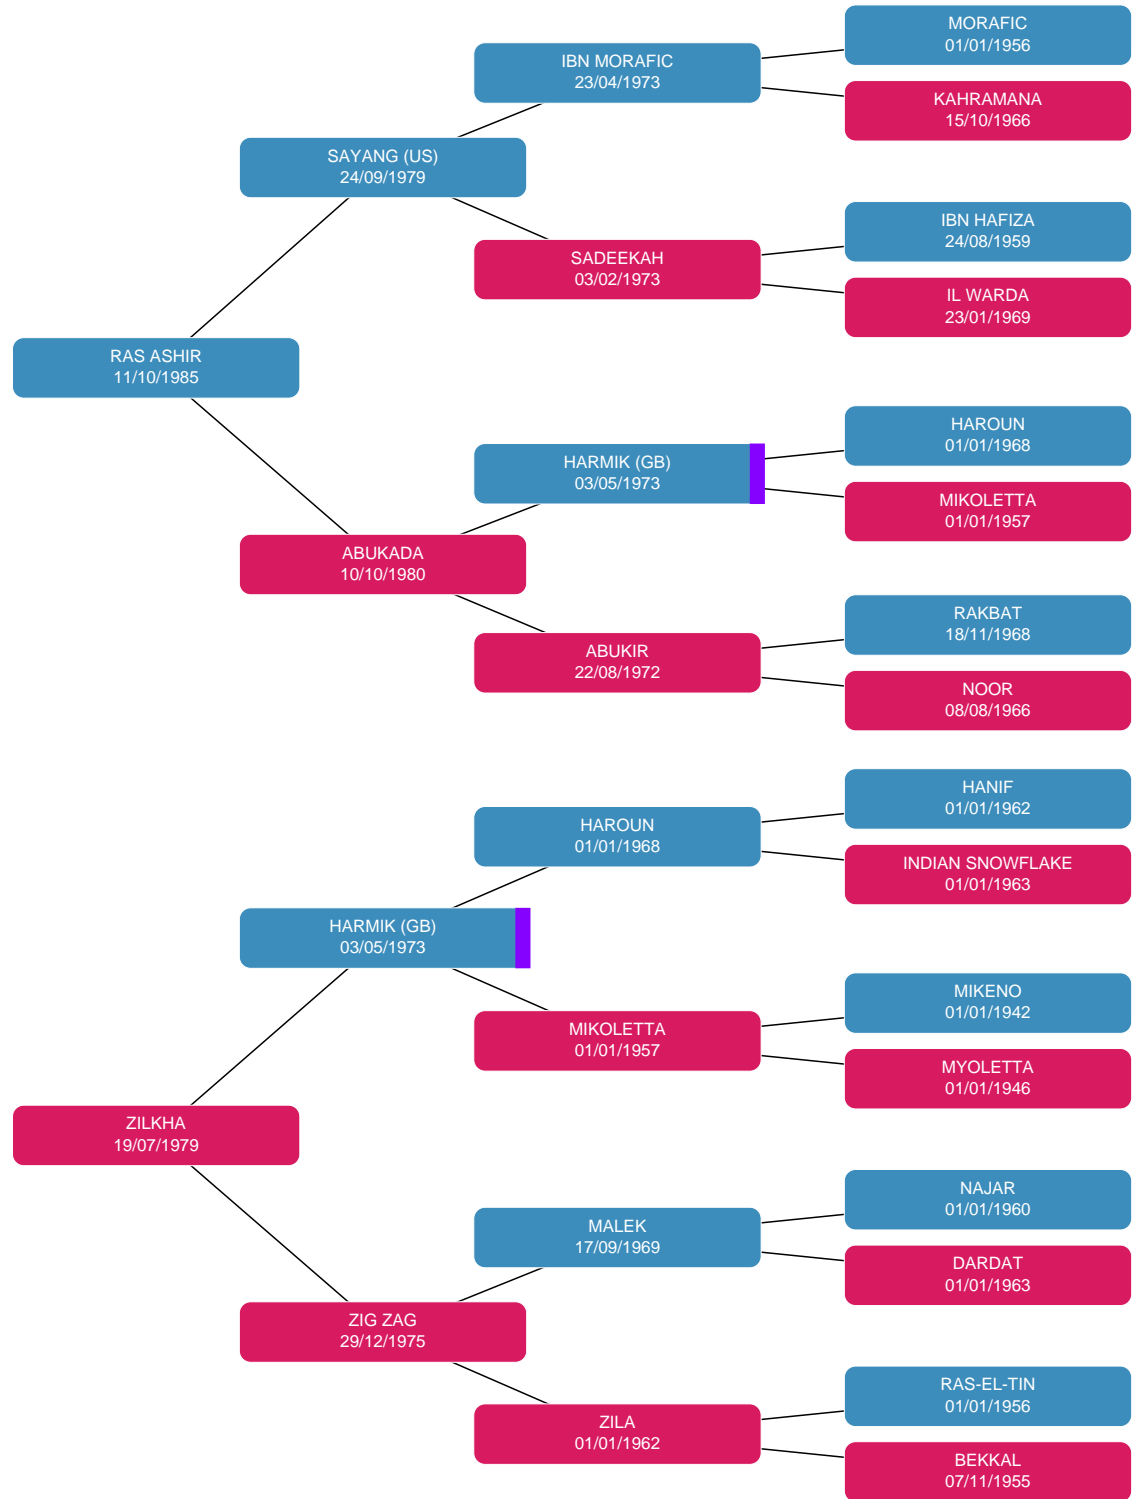 MORAFIC
01/01/1956
IBN MORAFIC
23/04/1973
KAHRAMANA
15/10/1966
SAYANG (US)
24/09/1979
IBN HAFIZA
24/08/1959
SADEEKAH
03/02/1973
IL WARDA
23/01/1969
RAS ASHIR
11/10/1985
HAROUN
01/01/1968
HARMIK (GB)
03/05/1973
MIKOLETTA
01/01/1957
ABUKADA
10/10/1980
RAKBAT
18/11/1968
ABUKIR
22/08/1972
NOOR
08/08/1966
HANIF
01/01/1962
HAROUN
01/01/1968
INDIAN SNOWFLAKE
01/01/1963
HARMIK (GB)
03/05/1973
MIKENO
01/01/1942
MIKOLETTA
01/01/1957
MYOLETTA
01/01/1946
ZILKHA
19/07/1979
NAJAR
01/01/1960
MALEK
17/09/1969
DARDAT
01/01/1963
ZIG ZAG
29/12/1975
RAS-EL-TIN
01/01/1956
ZILA
01/01/1962
BEKKAL
07/11/1955